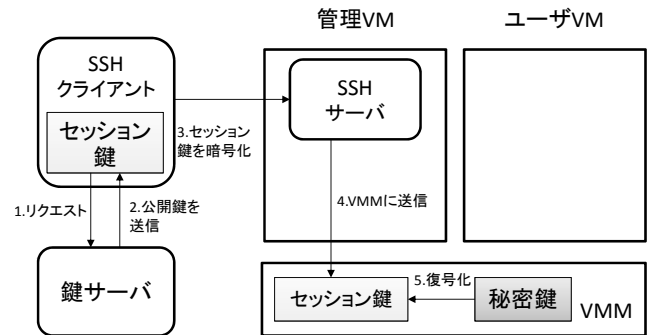 管理VM
ユーザVM
SSH
クライアント
セッション
鍵
SSH
サーバ
3.セッション
鍵を暗号化
1.リクエスト
2.公開鍵を
送信
4.VMMに送信
鍵サーバ
セッション鍵
5.復号化
秘密鍵
VMM